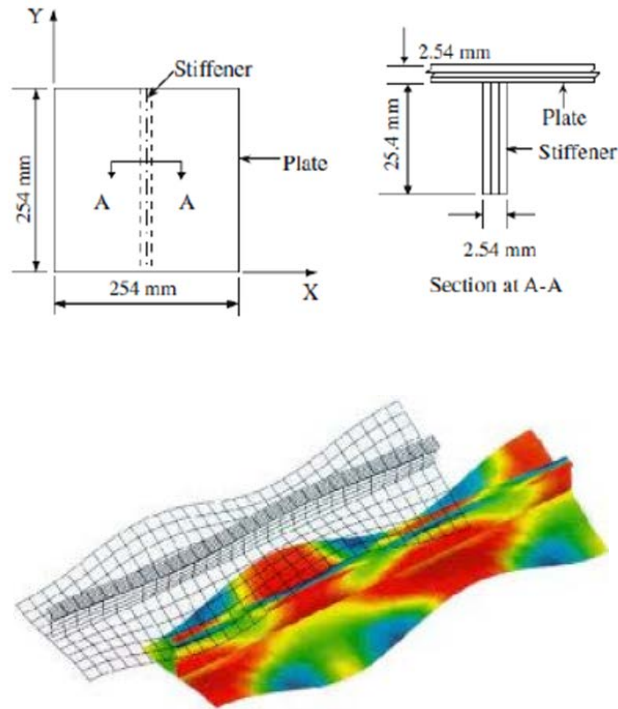 Y
Stiffener
Plate
A A
254 mm
254 mm
X
2.54 mm
25.4 mm
Plate
Stiffener
2.54 mm
Section at A-A